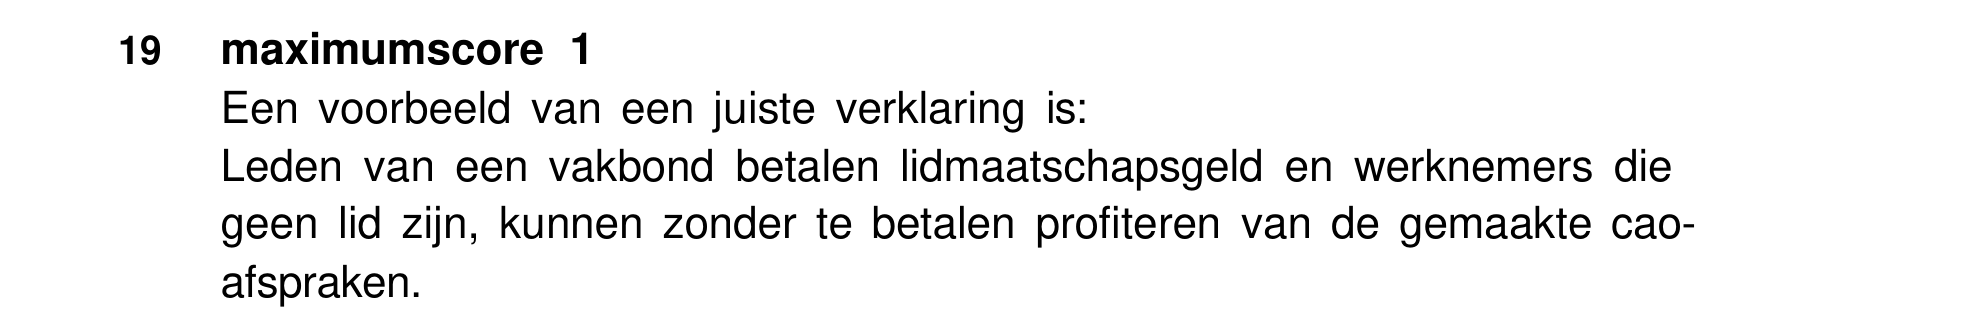 19 maximumscore 1
Een voorbeeld van een juiste verklaring is:
Leden van een vakbond betalen lidmaatschapsgeld en werknemers die
geen lid zijn, kunnen zonder te betalen profiteren van de gemaakte cao-
afspraken.